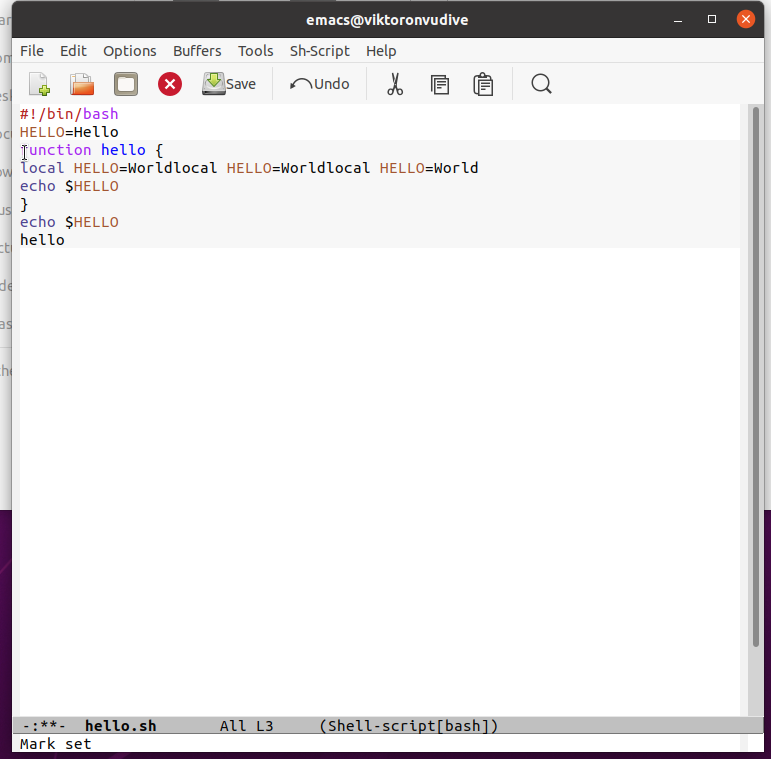 emacs@viktoronvudive
File Edit Options Buffers Tools Sh-Script Help
Save Undo
#!/bin/bash
HELLO=Hello
function hello {
local HELLO=Worldlocal HELLO=Worldlocal HELLO=World
echo $HELLO
}
echo $HELLO
hello
-:**- hello.sh All L3 (Shell-script[bash])
Mark set